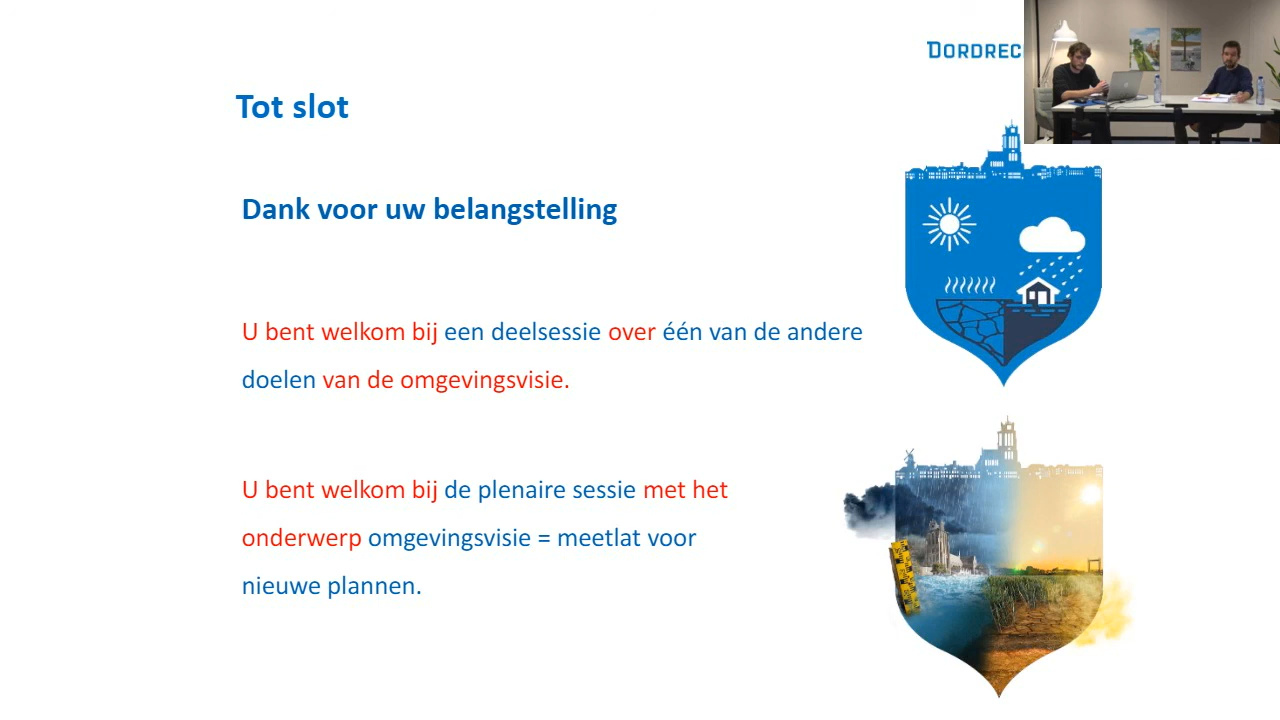 Tot slot
Dank voor uw belangstelling
U bent welkom bij een deelsessie over één van de andere
doelen van de omgevingsvisie.
U bent welkom bij de plenaire sessie met het
onderwerp omgevingsvisie = meetlat voor
nieuwe plannen.